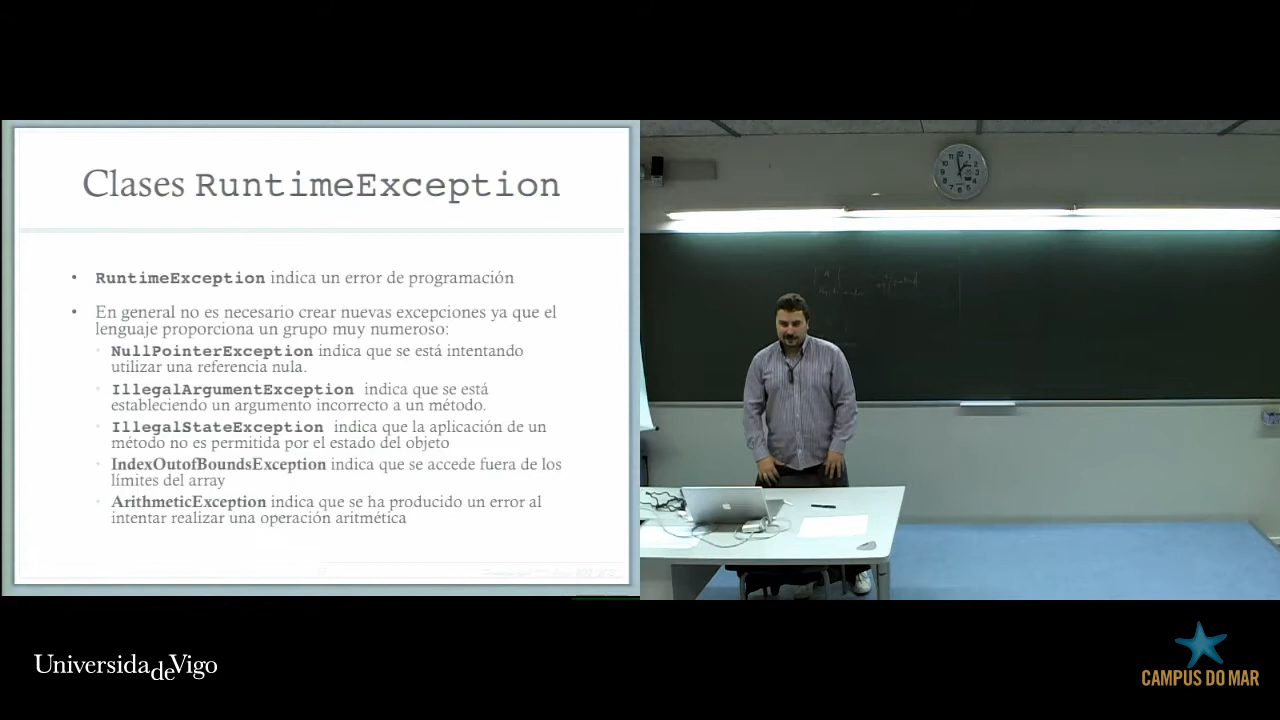 Clases RuntimeException
• RuntimeException indica un error de programación
• En general no es necesario crear nuevas excepciones ya que el
lenguaje proporciona un grupo muy numeroso:
NullPointerException indica que se está intentando
utilizar una referencia nula.
IllegalArgumentException indica que se está
estableciendo un argumento incorrecto a un método.
IllegalStateException indica que la aplicación de un
método no es permitida por el estado del objeto
IndexOutofBoundsException indica que se accede fuera de los
límites del array
ArithmeticException indica que se ha producido un error al
intentar realizar una operación aritmética
UniversidadeVigo
CAMPUS DO MAR